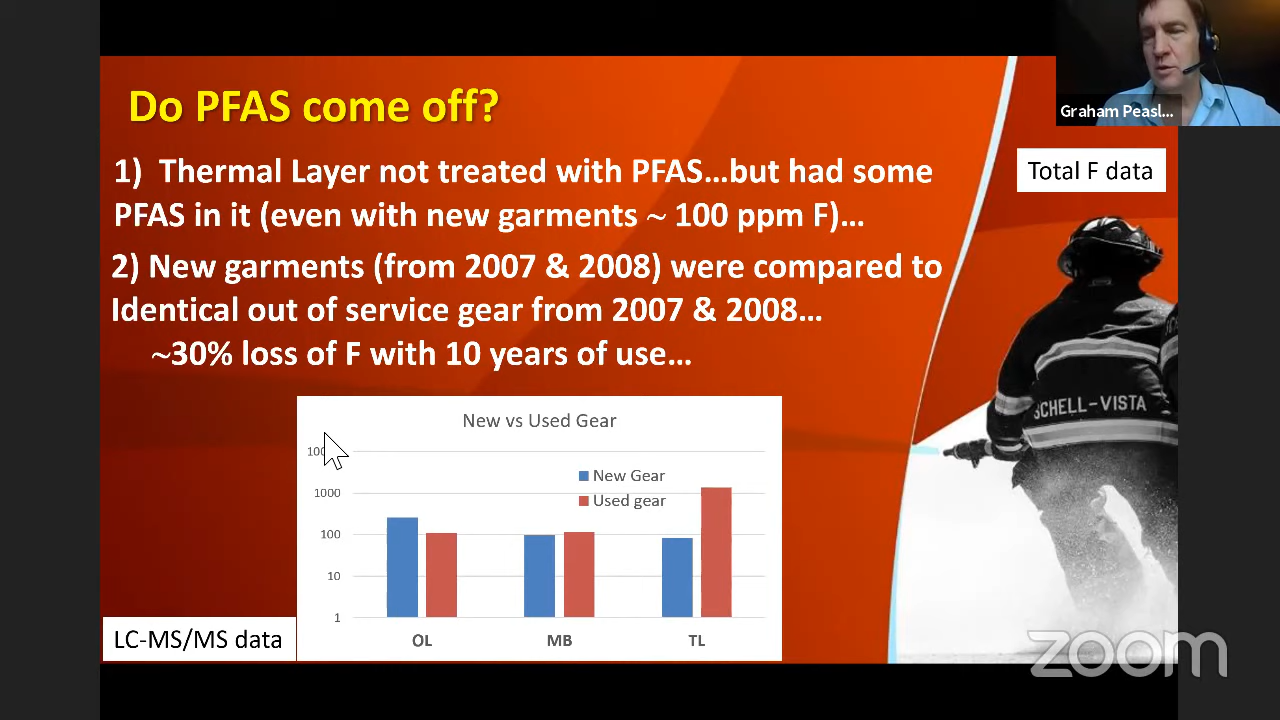 Do PFAS come off?
Graham Peasl...
1) Thermal Layer not treated with PFAS...but had some
PFAS in it (even with new garments ~ 100 ppm F)...
Total F data
2) New garments (from 2007 & 2008) were compared to
Identical out of service gear from 2007 & 2008...
~30% loss of F with 10 years of use...
SCHELL-VISTA
New vs Used Gear
New Gear
Used gear
1000
100
10
1
OL MB TL
LC-MS/MS data
zoom